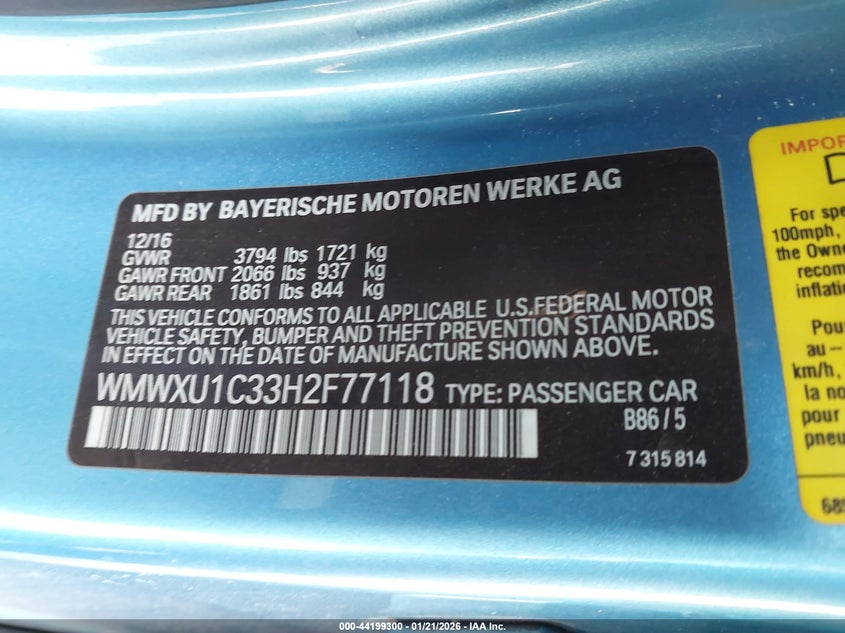 MFD BY BAYERISCHE MOTOREN WERKE AG
12/16
GVWR 3794 lbs 1721 kg
GAWR FRONT 2066 lbs 937 kg
GAWR REAR 1861 lbs 844 kg
THIS VEHICLE CONFORMS TO ALL APPLICABLE U.S.FEDERAL MOTOR
VEHICLE SAFETY, BUMPER AND THEFT PREVENTION STANDARDS
IN EFFECT ON THE DATE OF MANUFACTURE SHOWN ABOVE.
WMWXU1C33H2F77118 TYPE: PASSENGER CAR
B86/5
7 315 814
For spe
100mph,
the Owne
recom
inflati
Pou
au –
km/h,
la no
pour
pneu
000-44199300 - 01/21/2026 - IAA Inc.